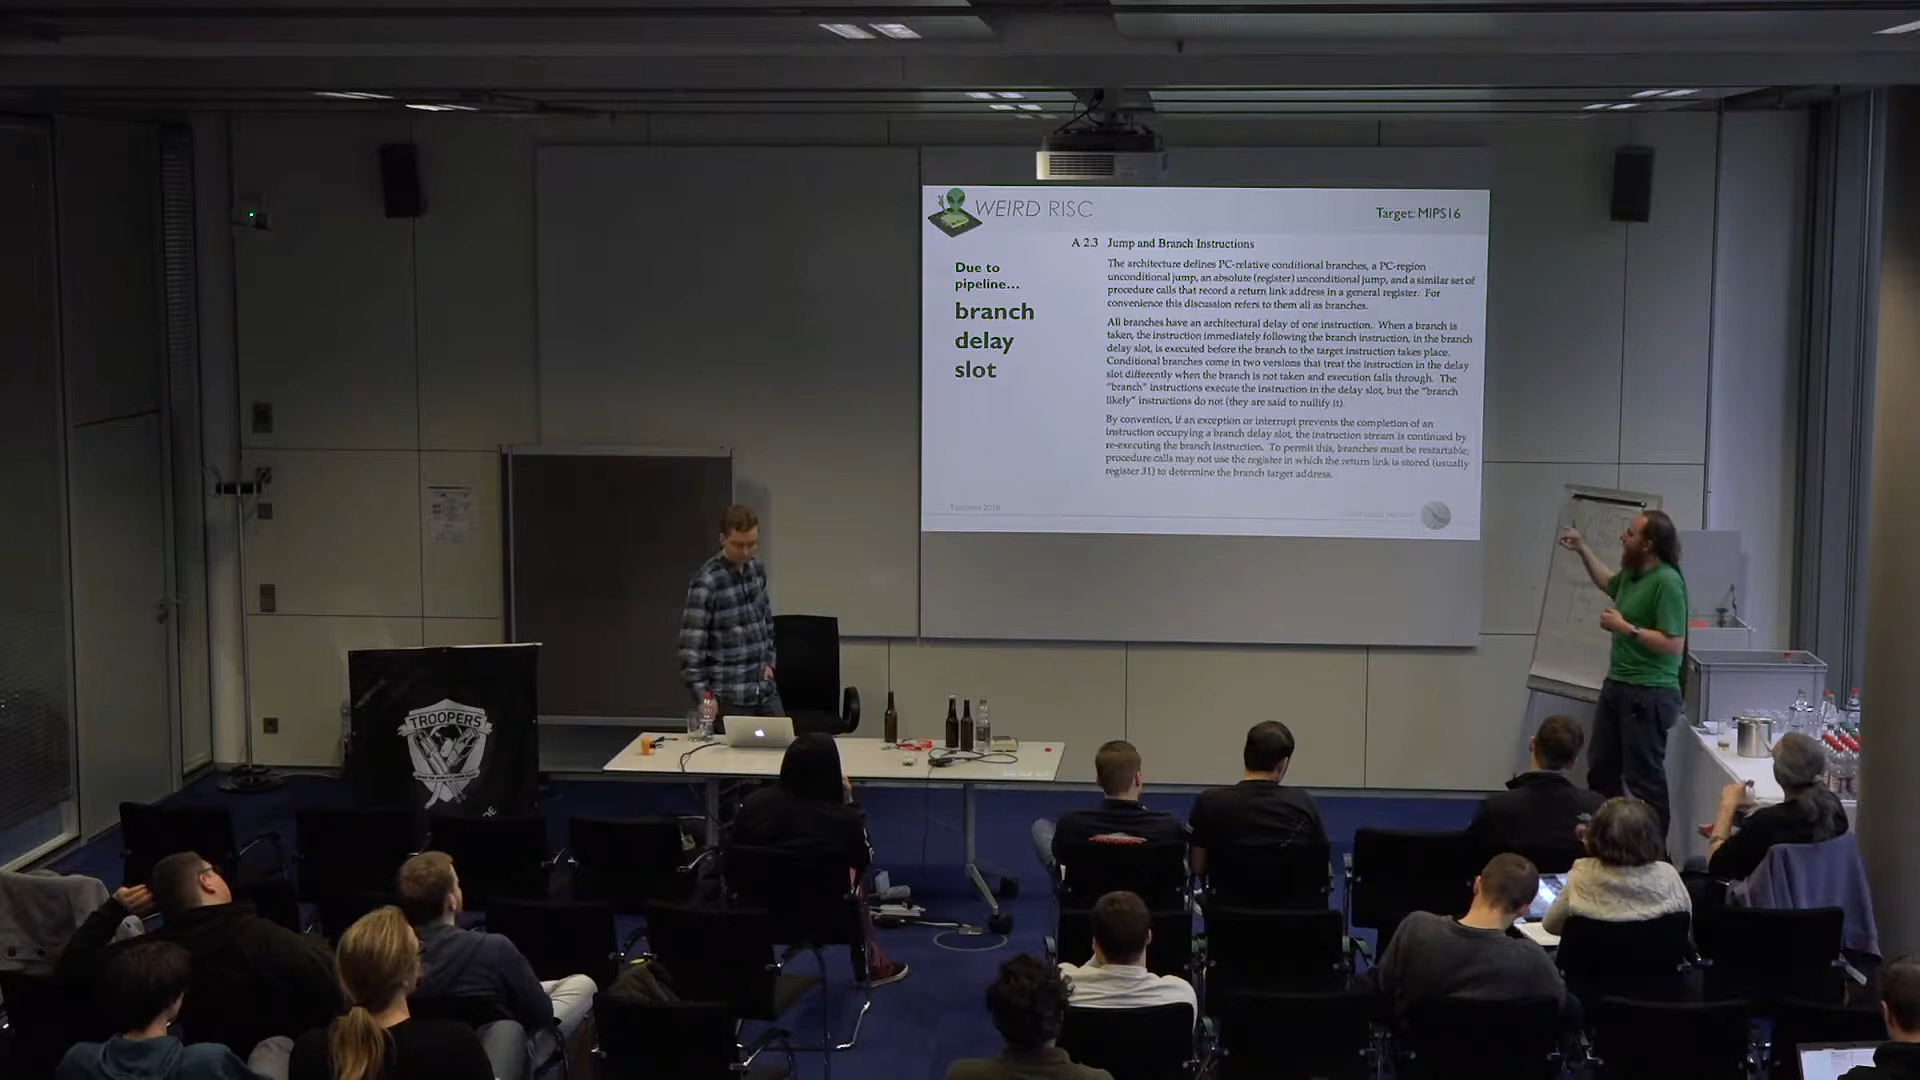 WEIRD RISC
Target: MIPS16
Due to
pipeline...
branch
delay
slot
A 2.3 Jump and Branch Instructions
The architecture defines PC-relative conditional branches, a PC-region
unconditional jump, an absolute (register) unconditional jump, and a similar set of
procedure calls that record a return link address in a general register. For
convenience this discussion refers to them all as branches.
All branches have an architectural delay of one instruction. When a branch is
taken, the instruction immediately following the branch instruction, in the branch
delay slot, is executed before the branch to the target instruction takes place.
Conditional branches come in two versions that treat the instruction in the delay
slot differently when the branch is not taken and execution falls through. The
"branch" instructions execute the instruction in the delay slot, but the "branch
likely" instructions do not (they are said to nullify it).
By convention, if an exception or interrupt prevents the completion of an
instruction occupying a branch delay slot, the instruction stream is continued by
re-executing the branch instruction. To permit this, branches must be restartable;
procedure calls may not use the register in which the return link is stored (usually
register 31) to determine the branch target address.
Troopers 2016
TROOPERS